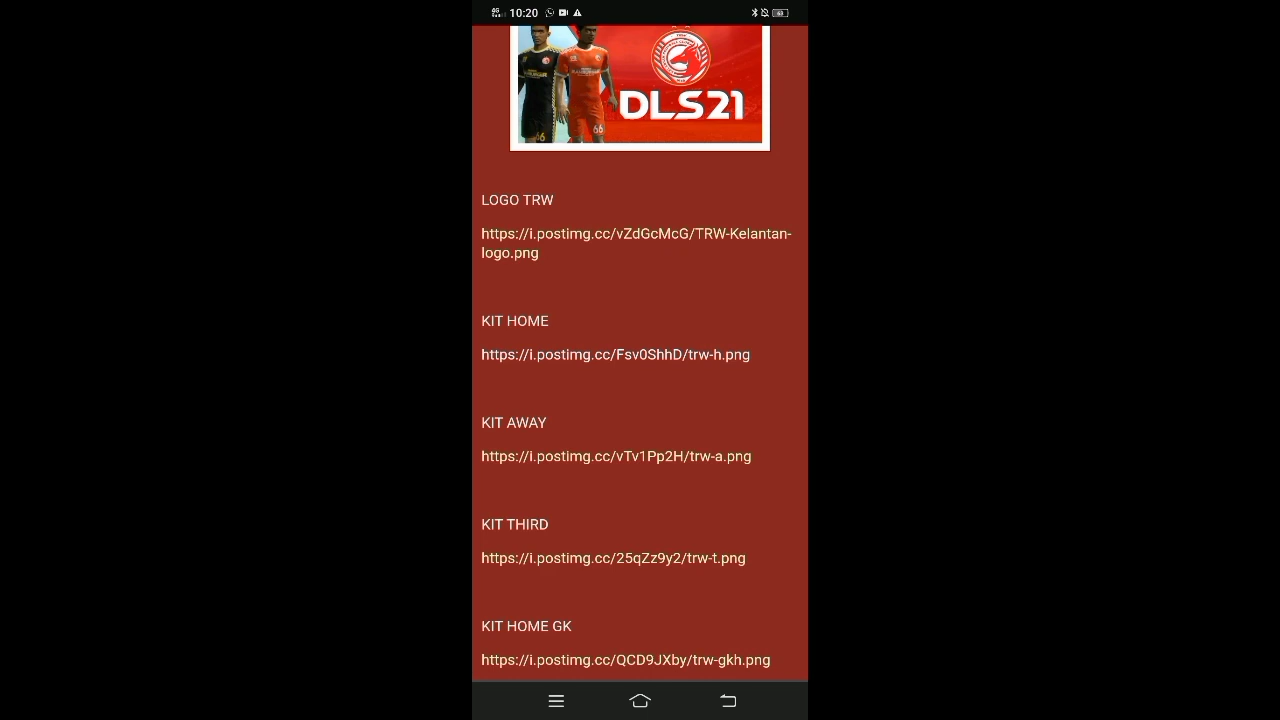 10:20
DLS21
66
66
LOGO TRW
https://i.postimg.cc/vZdGcMcG/TRW-Kelantan-
logo.png
KIT HOME
https://i.postimg.cc/Fsv0ShhD/trw-h.png
KIT AWAY
https://i.postimg.cc/vTv1Pp2H/trw-a.png
KIT THIRD
https://i.postimg.cc/25qZz9y2/trw-t.png
KIT HOME GK
https://i.postimg.cc/QCD9JXby/trw-gkh.png